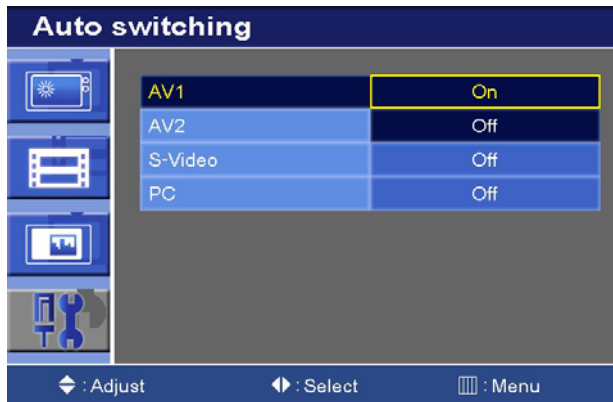 Auto switching
AV1 On
AV2 Off
S-Video Off
PC Off
: Adjust : Select : Menu